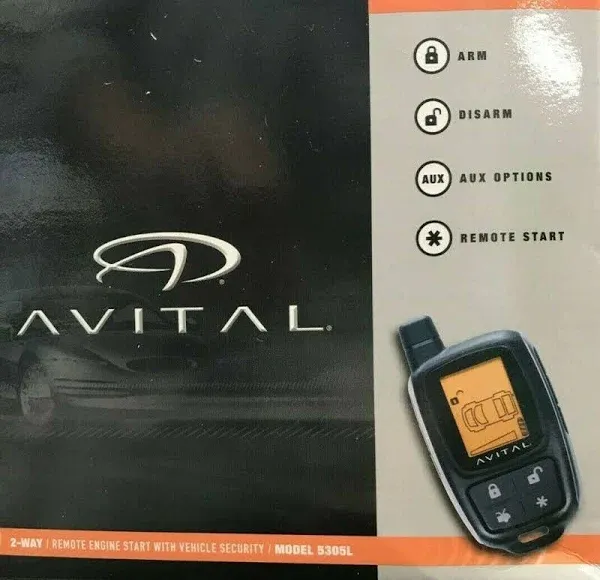 ARM
DISARM
AUX AUX OPTIONS
REMOTE START
AVITAL
AVITAL
2-WAY / REMOTE ENGINE START WITH VEHICLE SECURITY / MODEL 5305L